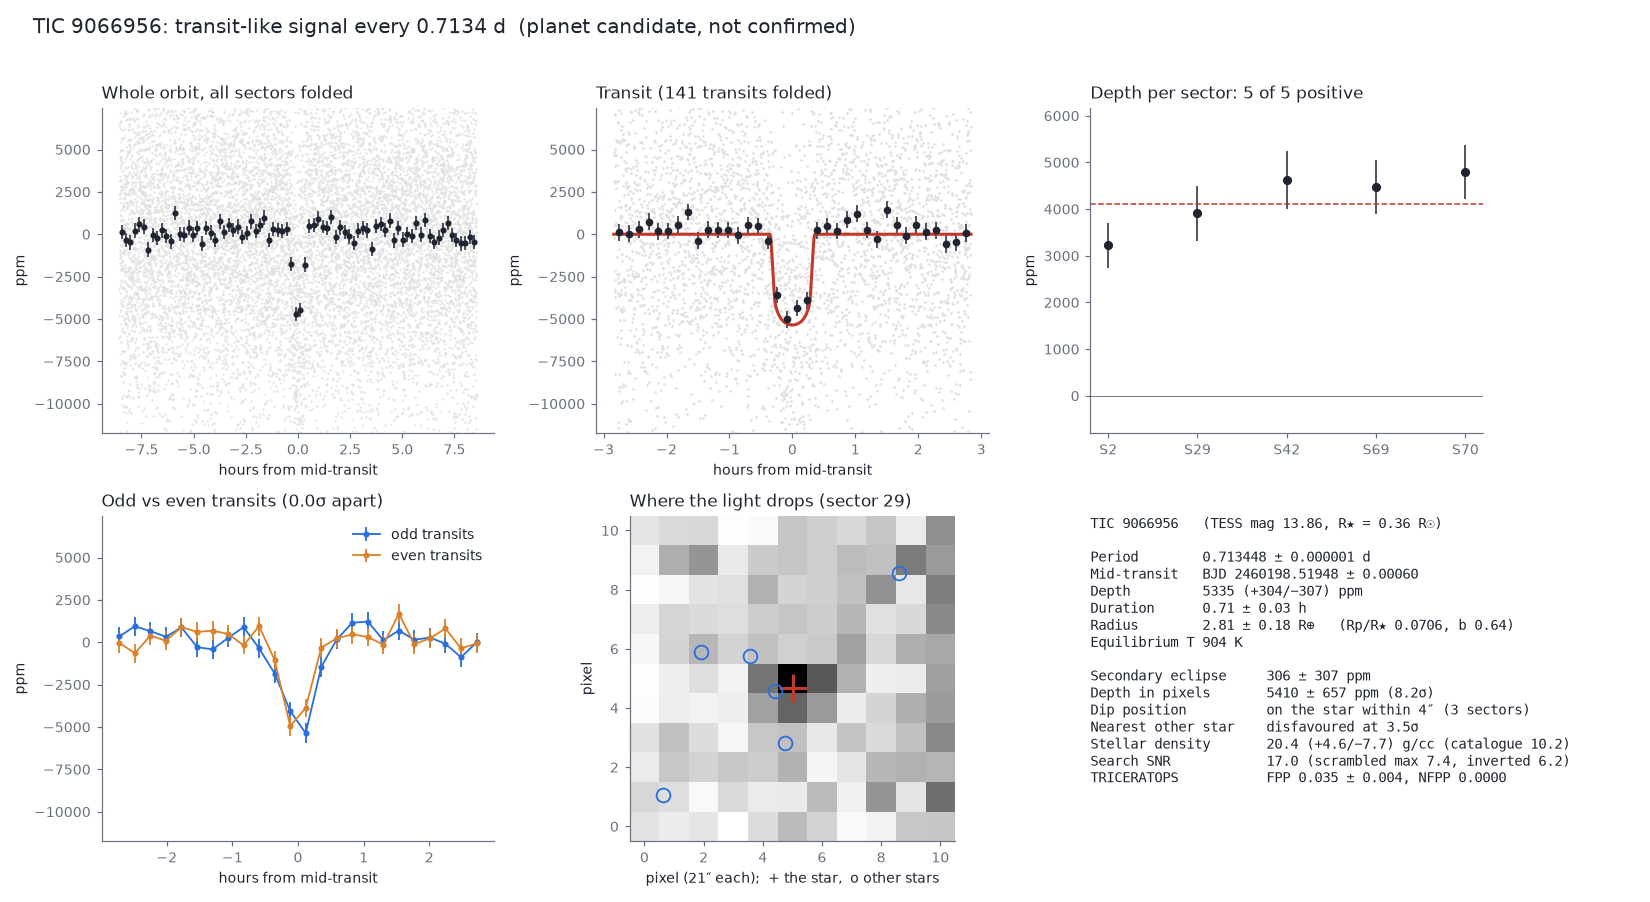 TIC 9066956: transit-like signal every 0.7134 d  (planet candidate, not confirmed)
Whole orbit, all sectors folded
5000
2500
0
−2500
−5000
−7500
−10000
ppm
−7.5
−5.0
−2.5
0.0
2.5
5.0
7.5
hours from mid-transit
Transit (141 transits folded)
5000
2500
0
−2500
−5000
−7500
−10000
ppm
−3
−2
−1
0
1
2
3
hours from mid-transit
Depth per sector: 5 of 5 positive
6000
5000
4000
3000
2000
1000
0
ppm
S2
S29
S42
S69
S70
Odd vs even transits (0.0σ apart)
odd transits
even transits
5000
2500
0
−2500
−5000
−7500
−10000
ppm
−2
−1
0
1
2
hours from mid-transit
Where the light drops (sector 29)
10
8
6
4
2
0
pixel
0
2
4
6
8
10
pixel (21″ each);  + the star,  o other stars
TIC 9066956   (TESS mag 13.86, R★ = 0.36 R☉)
Period        0.713448 ± 0.000001 d
Mid-transit   BJD 2460198.51948 ± 0.00060
Depth         5335 (+304/−307) ppm
Duration      0.71 ± 0.03 h
Radius        2.81 ± 0.18 R⊕   (Rp/R★ 0.0706, b 0.64)
Equilibrium T 904 K
Secondary eclipse     306 ± 307 ppm
Depth in pixels       5410 ± 657 ppm (8.2σ)
Dip position          on the star within 4″ (3 sectors)
Nearest other star    disfavoured at 3.5σ
Stellar density       20.4 (+4.6/−7.7) g/cc (catalogue 10.2)
Search SNR            17.0 (scrambled max 7.4, inverted 6.2)
TRICERATOPS           FPP 0.035 ± 0.004, NFPP 0.0000